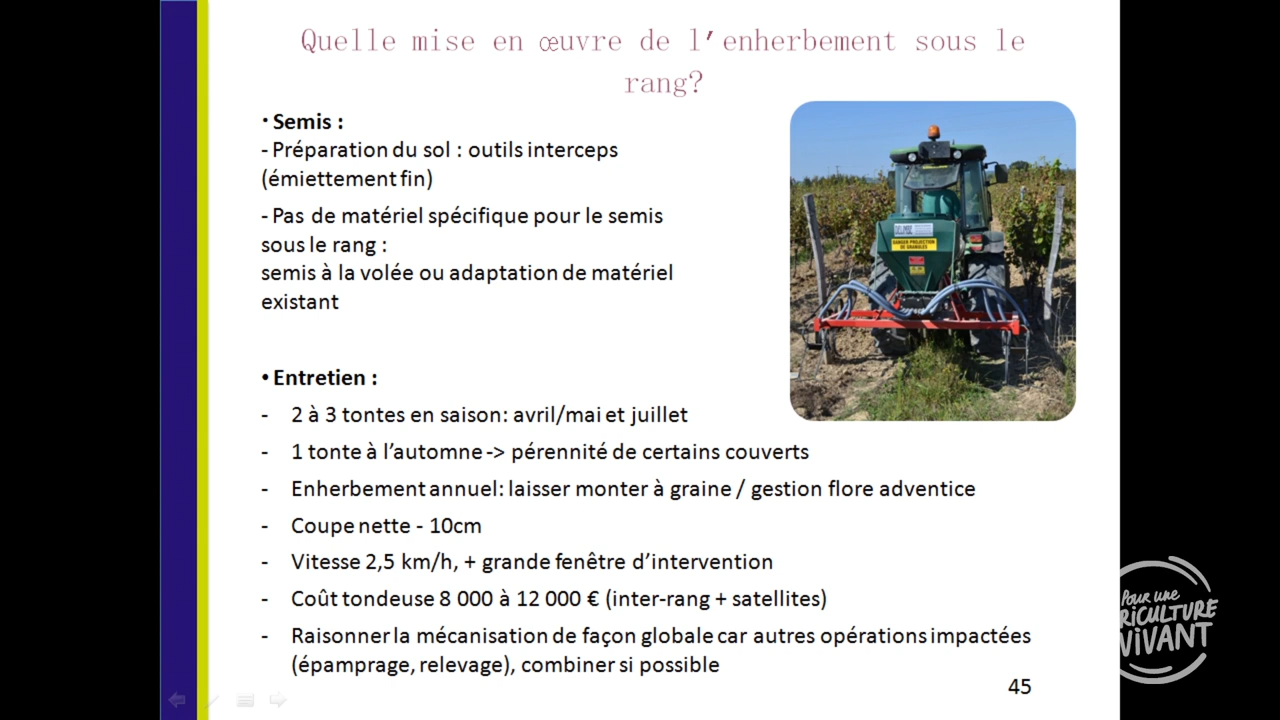 Quelle mise en œuvre de l'enherbement sous le
rang?
• Semis :
- Préparation du sol : outils interceps
(émiettement fin)
- Pas de matériel spécifique pour le semis
sous le rang :
semis à la volée ou adaptation de matériel
existant
DANGER PROJECTION
DE GRANULES
• Entretien :
- 2 à 3 tontes en saison: avril/mai et juillet
- 1 tonte à l'automne -> pérennité de certains couverts
- Enherbement annuel: laisser monter à graine / gestion flore adventice
- Coupe nette - 10cm
- Vitesse 2,5 km/h, + grande fenêtre d'intervention
- Coût tondeuse 8 000 à 12 000 € (inter-rang + satellites)
- Raisonner la mécanisation de façon globale car autres opérations impactées
(épamprage, relevage), combiner si possible
45
Pour une
RICULTURE
VIVANT